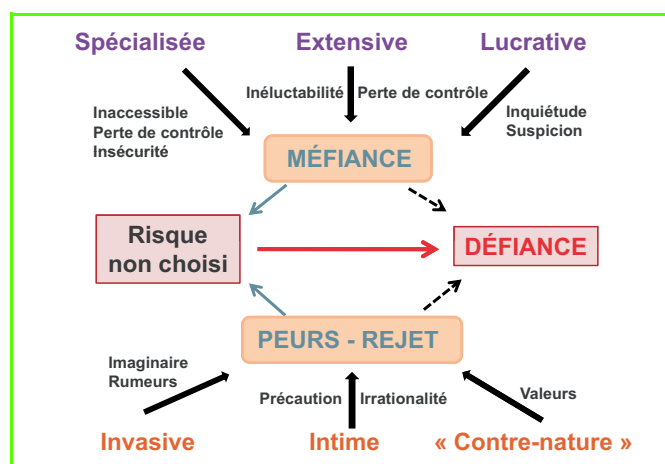 Spécialisée Extensive Lucrative
Inéluctabilité Perte de contrôle
Inaccessible
Perte de contrôle
Insécurité
Inquiétude
Suspicion
MÉFIANCE
Risque
non choisi
DÉFIANCE
PEURS - REJET
Imaginaire
Rumeurs
Précaution Irrationalité
Valeurs
Invasive Intime « Contre-nature »